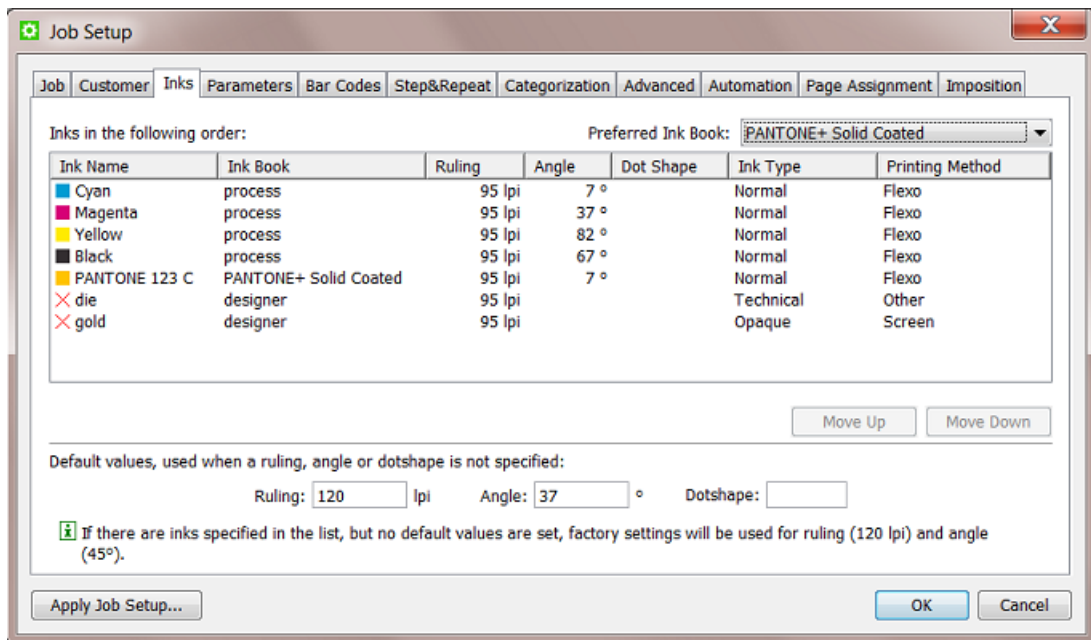 Job Setup
Job Customer Inks Parameters Bar Codes Step&Repeat Categorization Advanced Automation Page Assignment Imposition
Inks in the following order: Preferred Ink Book: PANTONE+ Solid Coated
Ink Name Ink Book Ruling Angle Dot Shape Ink Type Printing Method
Cyan process 95 lpi 7 º Normal Flexo
Magenta process 95 lpi 37 º Normal Flexo
Yellow process 95 lpi 82 º Normal Flexo
Black process 95 lpi 67 º Normal Flexo
PANTONE 123 C PANTONE+ Solid Coated 95 lpi 7 º Normal Flexo
die designer 95 lpi Technical Other
gold designer 95 lpi Opaque Screen
Move Up Move Down
Default values, used when a ruling, angle or dotshape is not specified:
Ruling: 120 lpi Angle: 37 º Dotshape:
If there are inks specified in the list, but no default values are set, factory settings will be used for ruling (120 lpi) and angle
(45º).
Apply Job Setup... OK Cancel